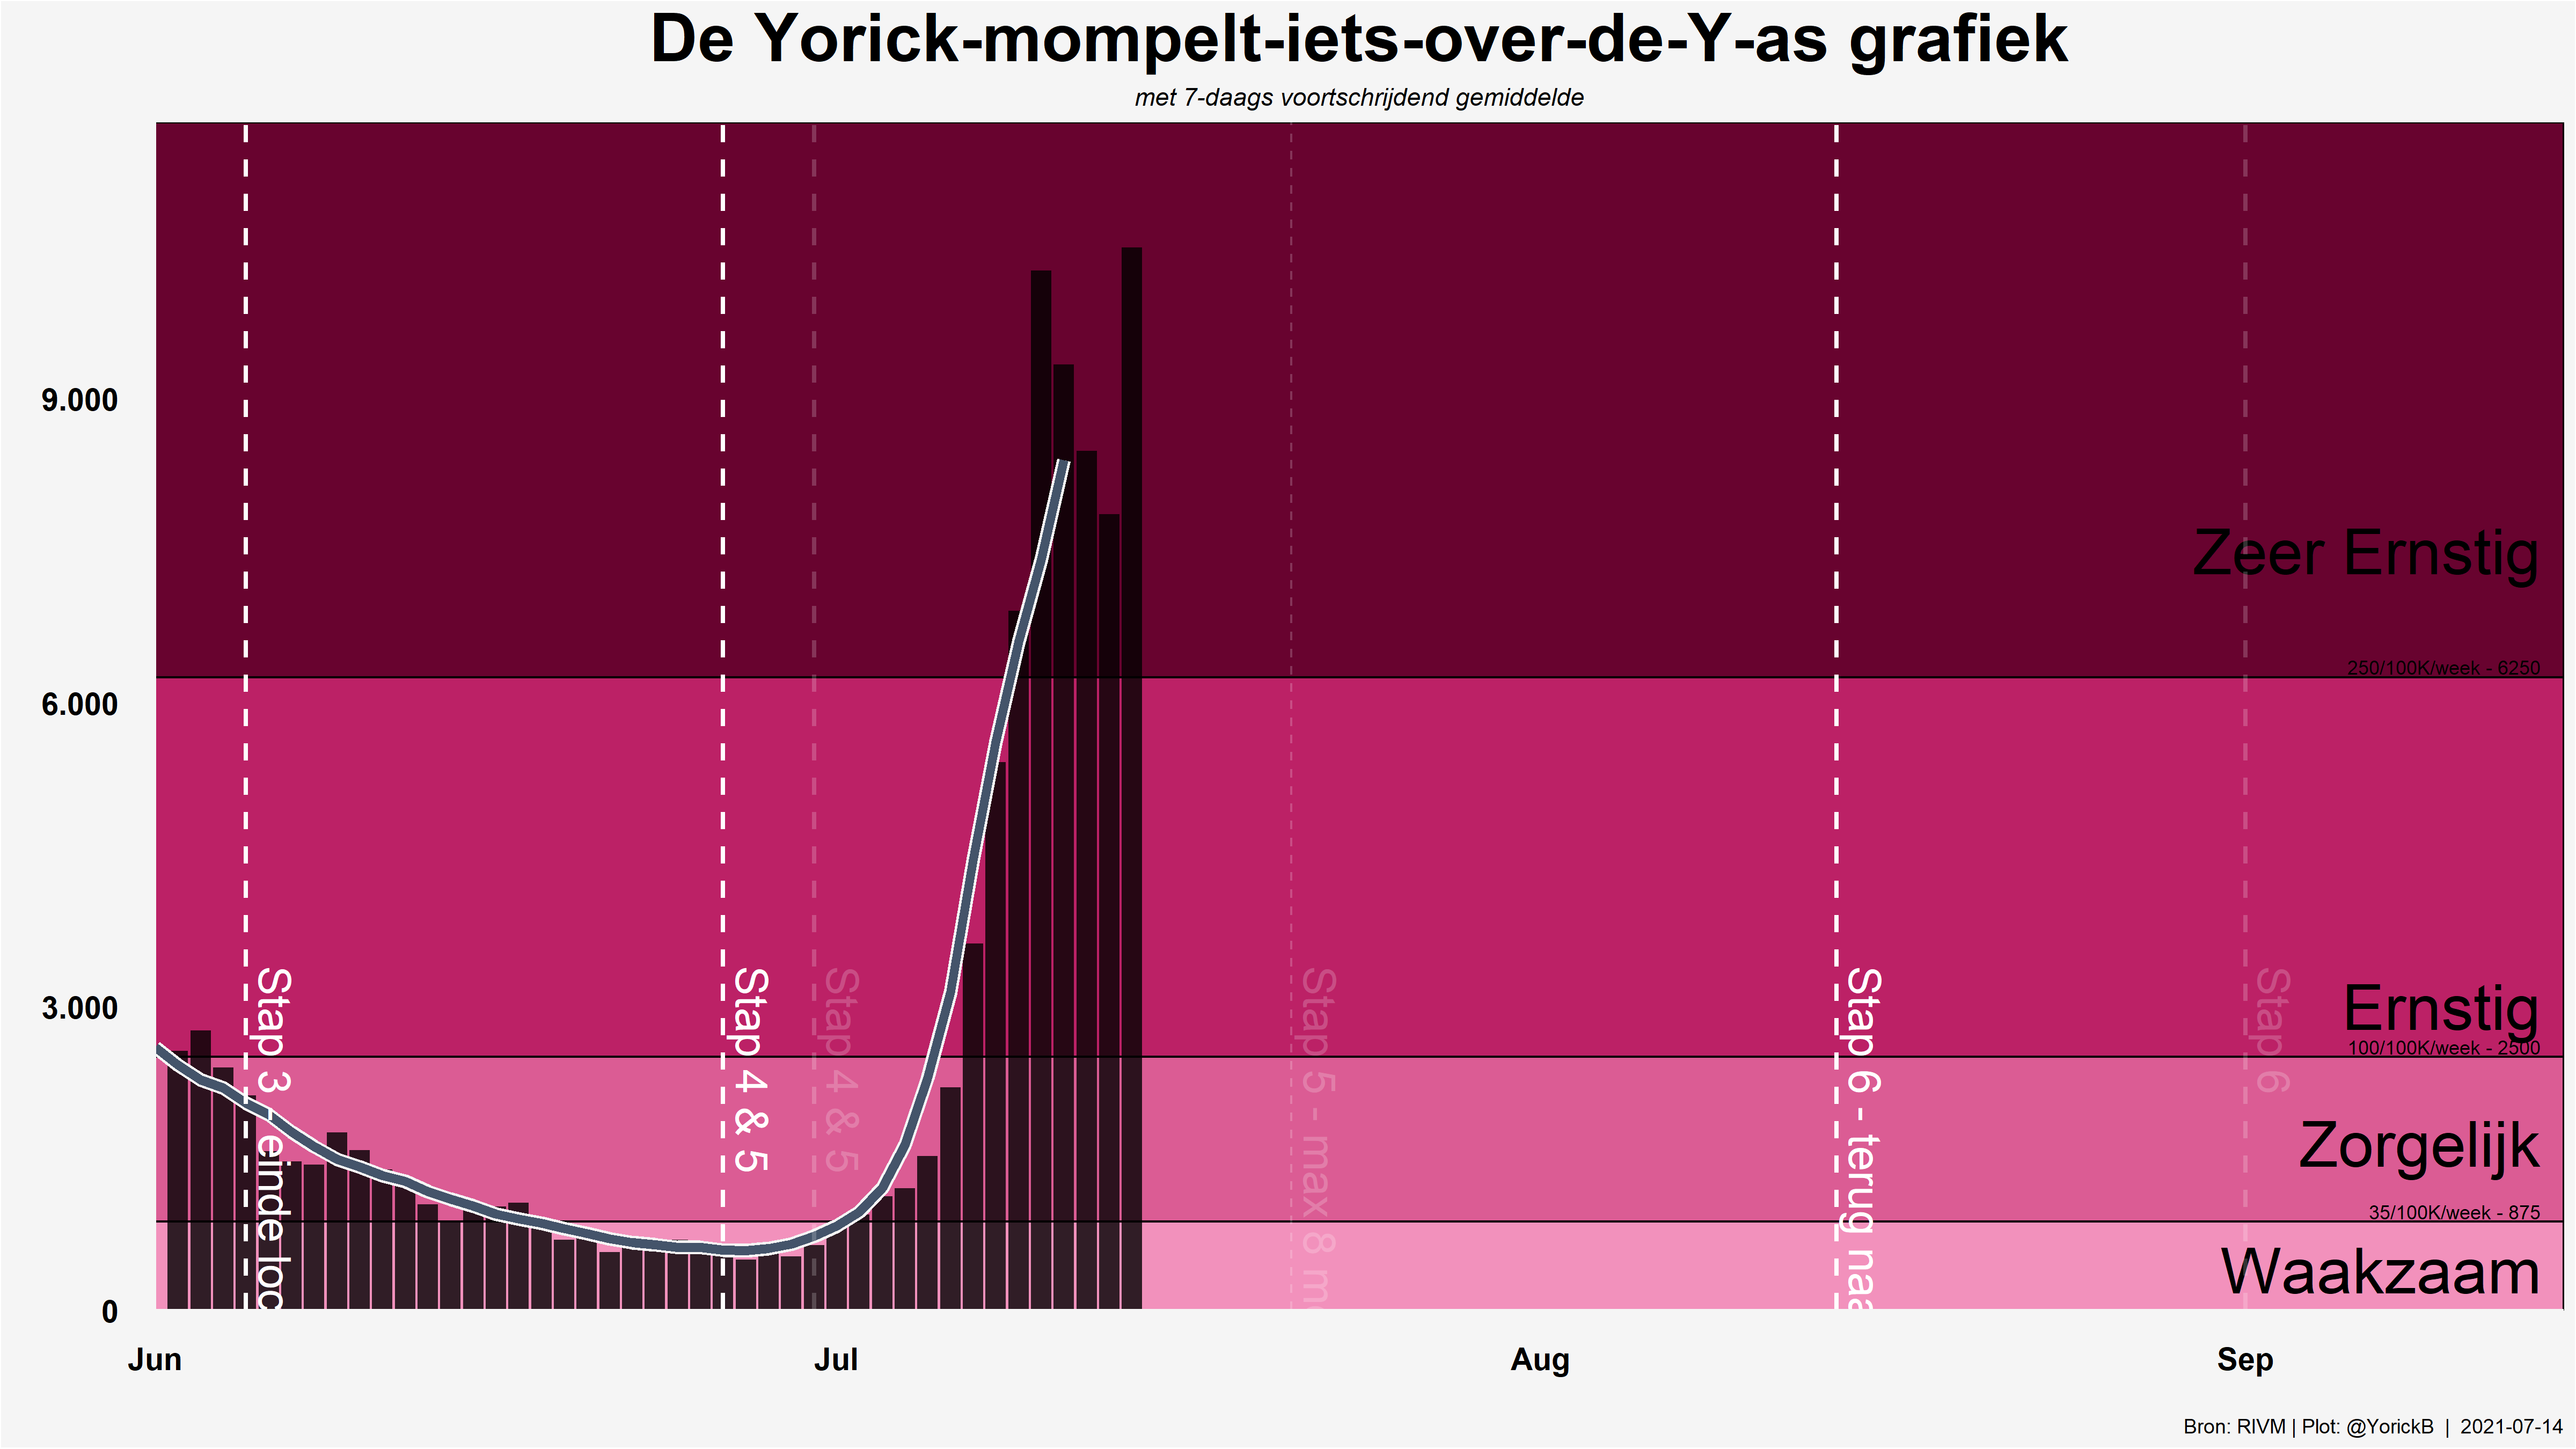 De Yorick-mompelt-iets-over-de-Y-as grafiek
met 7-daags voortschrijdend gemiddelde
9.000
6.000
3.000
0
Zeer Ernstig
250/100K/week - 6250
Ernstig
100/100K/week - 2500
Zorgelijk
35/100K/week - 875
Waakzaam
Stap 3 - einde
Stap 4 & 5
Stap 4 & 5
Stap 5 - max 8
Stap 6 - terug
Stap 6
Jun
Jul
Aug
Sep
Bron: RIVM | Plot: @YorickB | 2021-07-14